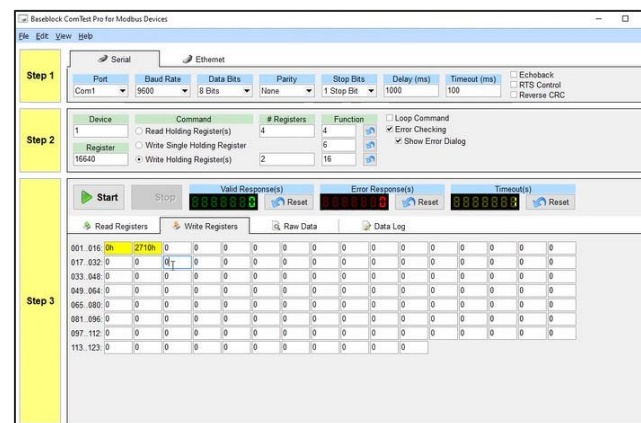 Baseblock ComTest Pro for Modbus Devices
File Edit View Help
Step 1
Serial Ethernet
Port Baud Rate Data Bits Parity Stop Bits Delay (ms) Timeout (ms)
Com1 9600 8 Bits None 1 Stop Bit 1000 100
Echoback
RTS Control
Reverse CRC
Step 2
Device Command # Registers Function
1 Read Holding Register(s) 4 4
Register Write Single Holding Register 6
16640 Write Holding Register(s) 2 16
Loop Command
Error Checking
Show Error Dialog
Step 3
Start Stop
Valid Response(s) Error Response(s) Timeout(s)
0 Reset 0 Reset Reset
Read Registers Write Registers Raw Data Data Log
001..016: 0h 2710h 0 0 0 0 0 0 0 0 0 0 0 0 0 0
017..032: 0 0 0 0 0 0 0 0 0 0 0 0 0 0 0 0
033..048: 0 0 0 0 0 0 0 0 0 0 0 0 0 0 0 0
049..064: 0 0 0 0 0 0 0 0 0 0 0 0 0 0 0 0
065..080: 0 0 0 0 0 0 0 0 0 0 0 0 0 0 0 0
081..096: 0 0 0 0 0 0 0 0 0 0 0 0 0 0 0 0
097..112: 0 0 0 0 0 0 0 0 0 0 0 0 0 0 0 0
113..123: 0 0 0 0 0 0 0 0 0 0 0